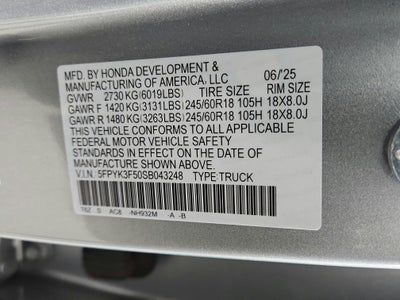 MFD. BY HONDA DEVELOPMENT & 06/'25
MANUFACTURING OF AMERICA, LLC
GVWR 2730 KG (6019LBS) TIRE SIZE RIM SIZE
GAWR F 1420 KG (3131LBS) 245/60R18 105H 18X8.0J
GAWR R 1480 KG (3263LBS) 245/60R18 105H 18X8.0J
THIS VEHICLE CONFORMS TO ALL APPLICABLE
FEDERAL MOTOR VEHICLE SAFETY
STANDARDS IN EFFECT ON THE DATE OF
MANUFACTURE SHOWN ABOVE.
V.I.N.: 5FPYK3F50SB043248 TYPE TRUCK
T6Z S AC8 -NH932M -A -B